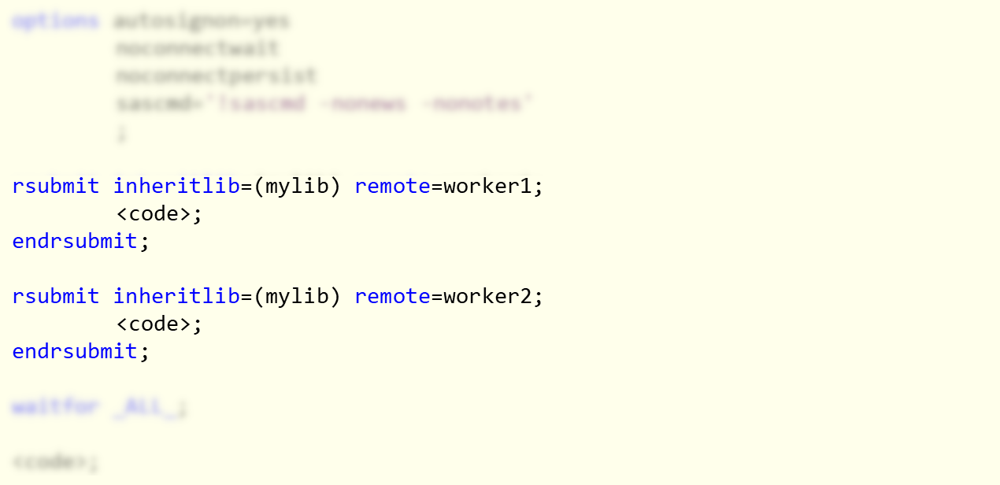 options autosignon=yes
noconnectwait
noconnectpersist
sascmd='!sascmd -nonews -nonotes'
;
rsubmit inheritlib=(mylib) remote=worker1;
<code>;
endrsubmit;
rsubmit inheritlib=(mylib) remote=worker2;
<code>;
endrsubmit;
waitfor _ALL_;
<code>;